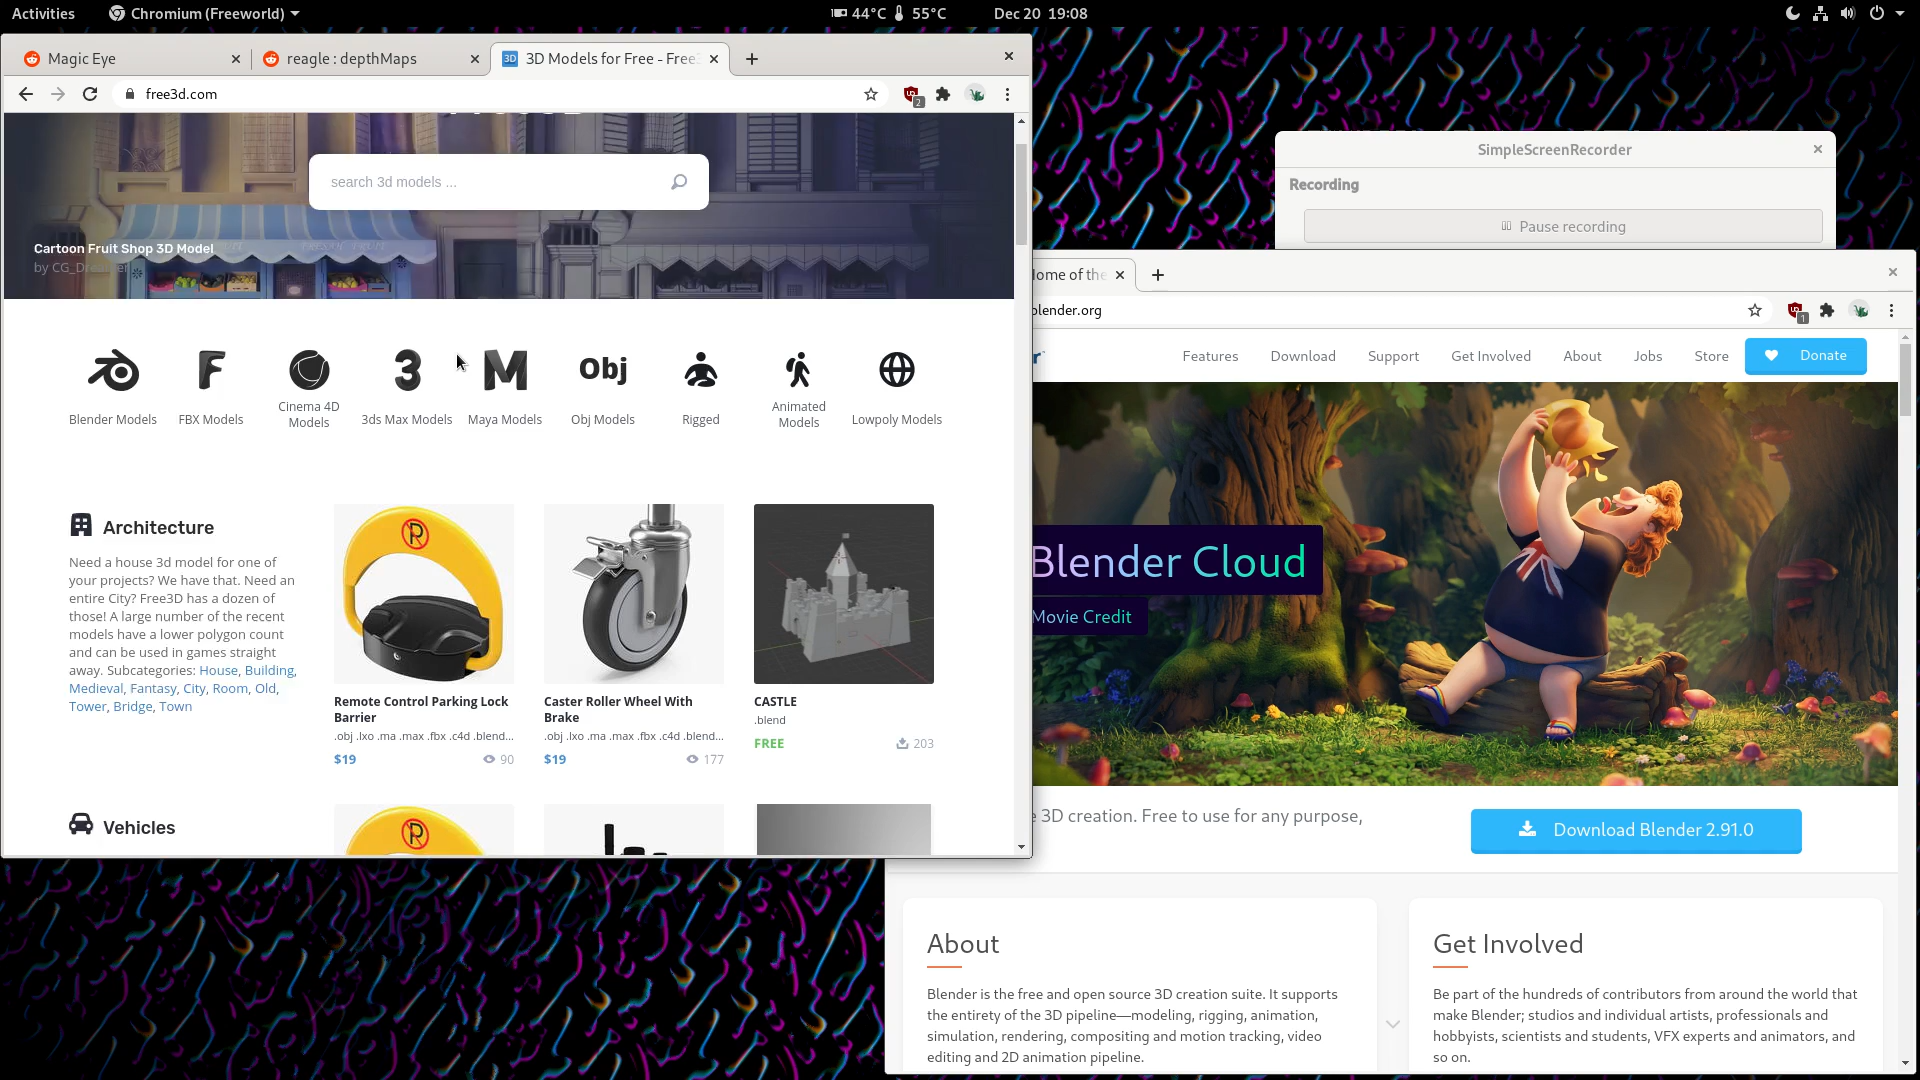 Activities
Chromium (Freeworld)
44°C 55°C
Dec 20 19:08
Magic Eye
reagle : depthMaps
3D Models for Free - Free3
free3d.com
2
search 3d models ...
Cartoon Fruit Shop 3D Model
by CG_Dreamer
Blender Models
FBX Models
Cinema 4D
Models
3
3ds Max Models
M
Maya Models
Obj
Obj Models
Rigged
Animated
Models
Lowpoly Models
Architecture
Need a house 3d model for one of
your projects? We have that. Need an
entire City? Free3D has a dozen of
those! A large number of the recent
models have a lower polygon count
and can be used in games straight
away. Subcategories: House, Building,
Medieval, Fantasy, City, Room, Old,
Tower, Bridge, Town
Remote Control Parking Lock
Barrier
.obj .lxo .ma .max .fbx .c4d .blend...
$19 90
Caster Roller Wheel With
Brake
.obj .lxo .ma .max .fbx .c4d .blend...
$19 177
CASTLE
.blend
FREE 203
Vehicles
SimpleScreenRecorder
Recording
Pause recording
ome of the
blender.org
1
Features
Download
Support
Get Involved
About
Jobs
Store
Donate
Blender Cloud
Movie Credit
3D creation. Free to use for any purpose,
Download Blender 2.91.0
About
Blender is the free and open source 3D creation suite. It supports
the entirety of the 3D pipeline—modeling, rigging, animation,
simulation, rendering, compositing and motion tracking, video
editing and 2D animation pipeline.
Get Involved
Be part of the hundreds of contributors from around the world that
make Blender; studios and individual artists, professionals and
hobbyists, scientists and students, VFX experts and animators, and
so on.